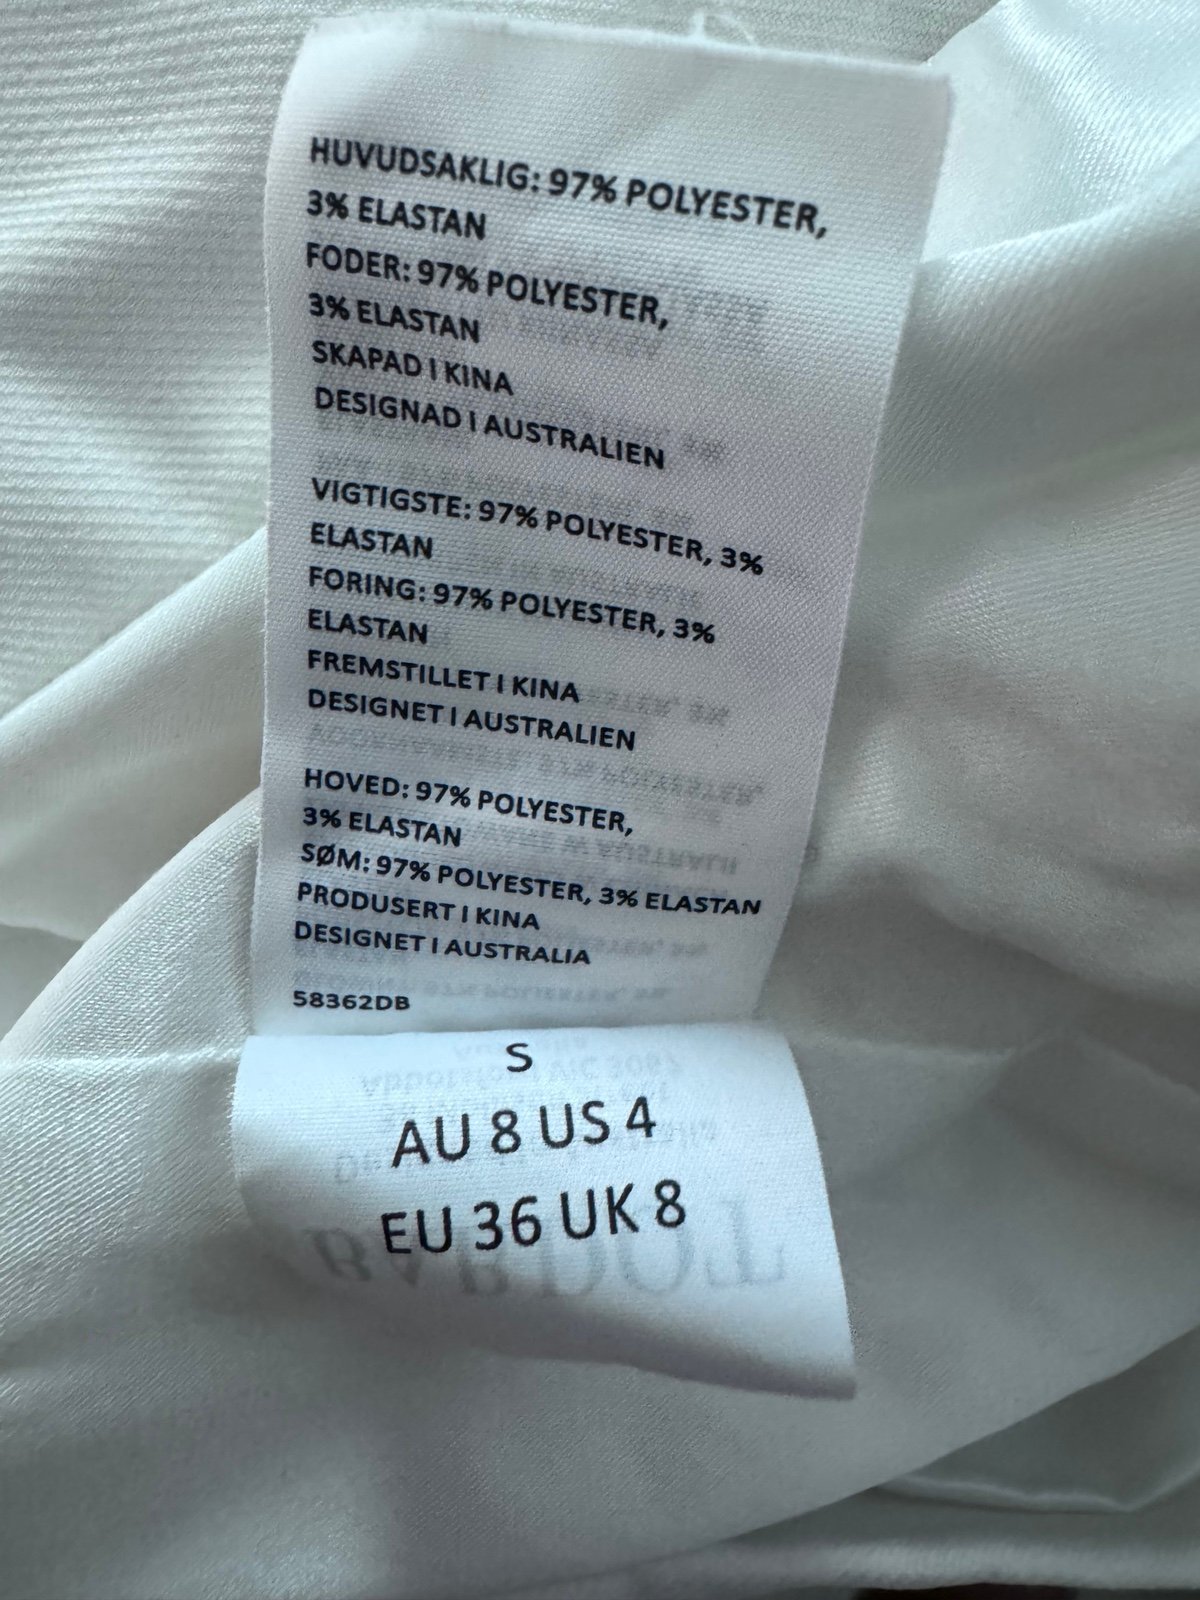 HUVUDSAKLIG: 97% POLYESTER,
3% ELASTAN
FODER: 97% POLYESTER,
3% ELASTAN
SKAPAD I KINA
DESIGNAD I AUSTRALIEN
VIGTIGSTE: 97% POLYESTER, 3%
ELASTAN
FORING: 97% POLYESTER, 3%
ELASTAN
FREMSTILLET I KINA
DESIGNET I AUSTRALIEN
HOVED: 97% POLYESTER,
3% ELASTAN
SØM: 97% POLYESTER, 3% ELASTAN
PRODUSERT I KINA
DESIGNET I AUSTRALIA
58362DB
S
AU 8 US 4
EU 36 UK 8
BARDOT